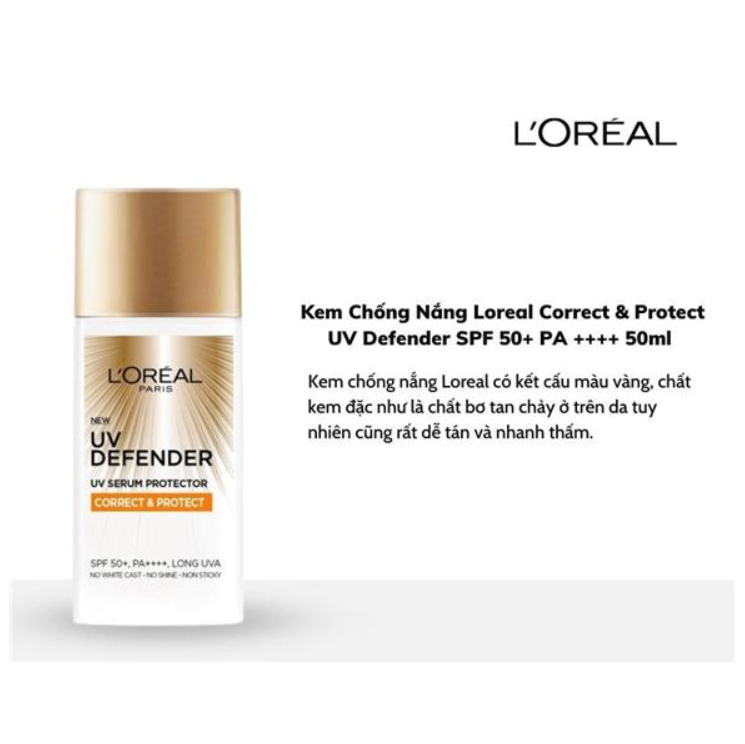 L'ORÉAL
Kem Chống Nắng Loreal Correct & Protect
UV Defender SPF 50+ PA ++++ 50ml
Kem chống nắng Loreal có kết cấu màu vàng, chất
kem đặc như là chất bơ tan chảy ở trên da tuy
nhiên cũng rất dễ tán và nhanh thấm.
L'ORÉAL
PARIS
NEW
UV
DEFENDER
UV SERUM PROTECTOR
CORRECT & PROTECT
SPF 50+, PA++++, LONG UVA
NO WHITE CAST - NO SHINE - NON STICKY